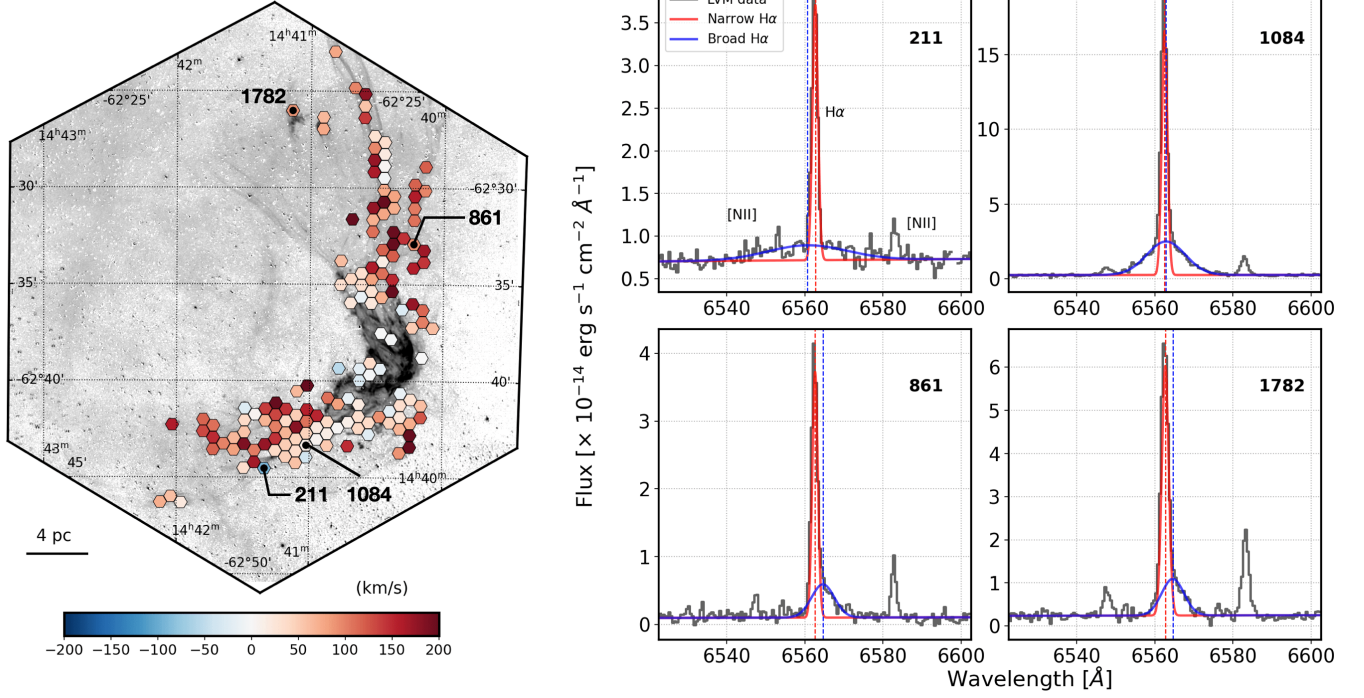 14ʰ41ᵐ
42ᵐ
1782
-62°25'
-62°25'
40ᵐ
14ʰ43ᵐ
30'
-62°30'
861
35'
35'
-62°40'
40'
43ᵐ
45'
14ʰ40ᵐ
211
1084
14ʰ42ᵐ
41ᵐ
-62°50'
4 pc
(km/s)
−200 −150 −100 −50 0 50 100 150 200
Flux [× 10⁻¹⁴ erg s⁻¹ cm⁻² Å⁻¹]
LVM data
Narrow Hα
Broad Hα
211
Hα
[NII]
[NII]
3.5
3.0
2.5
2.0
1.5
1.0
0.5
6540 6560 6580 6600
1084
15
10
5
0
6540 6560 6580 6600
861
4
3
2
1
0
6540 6560 6580 6600
1782
6
5
4
3
2
1
0
6540 6560 6580 6600
Wavelength [Å]